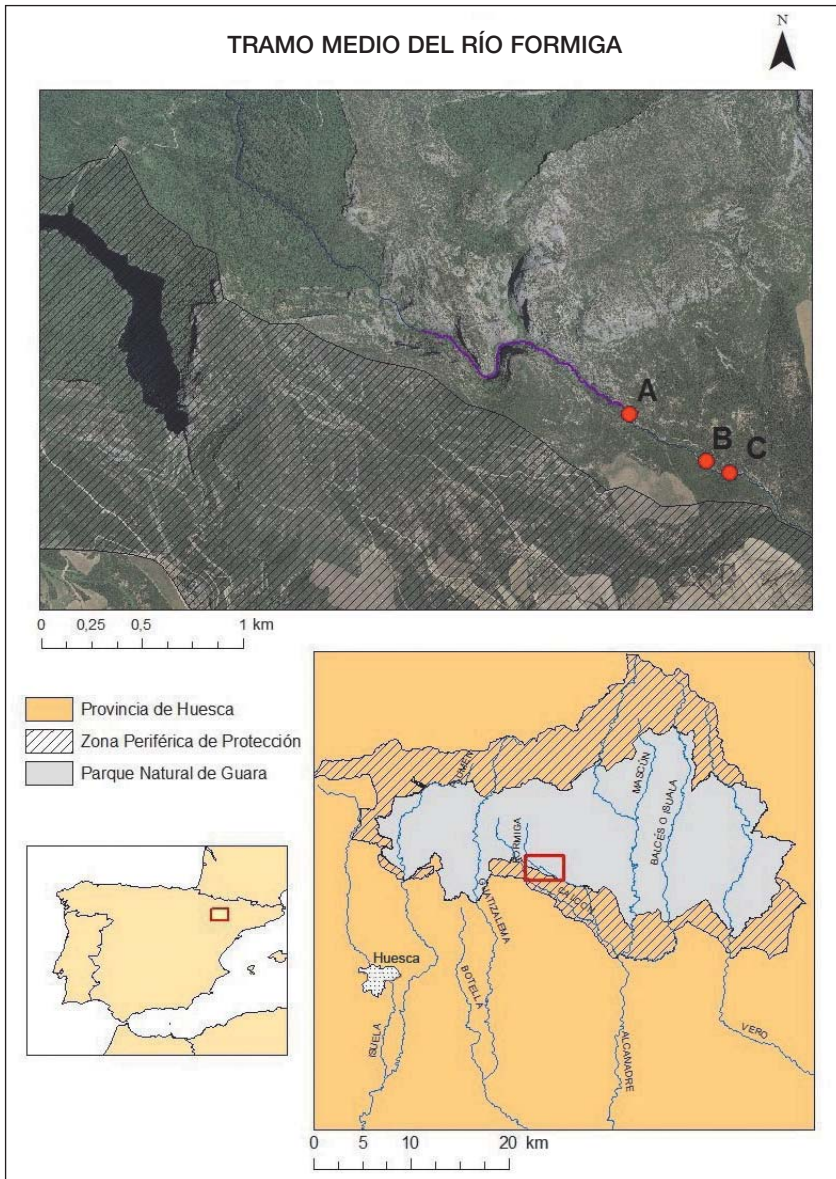 TRAMO MEDIO DEL RÍO FORMIGA
N
A
B
C
0 0,25 0,5 1 km
Provincia de Huesca
Zona Periférica de Protección
Parque Natural de Guara
FLUMEN
FORMIGA
GUATIZALEMA
CALCÓN
MASCÚN
BALCÉS O ISUALA
Huesca
ISUELA
BOTELLA
ALCANADRE
VERO
0 5 10 20 km